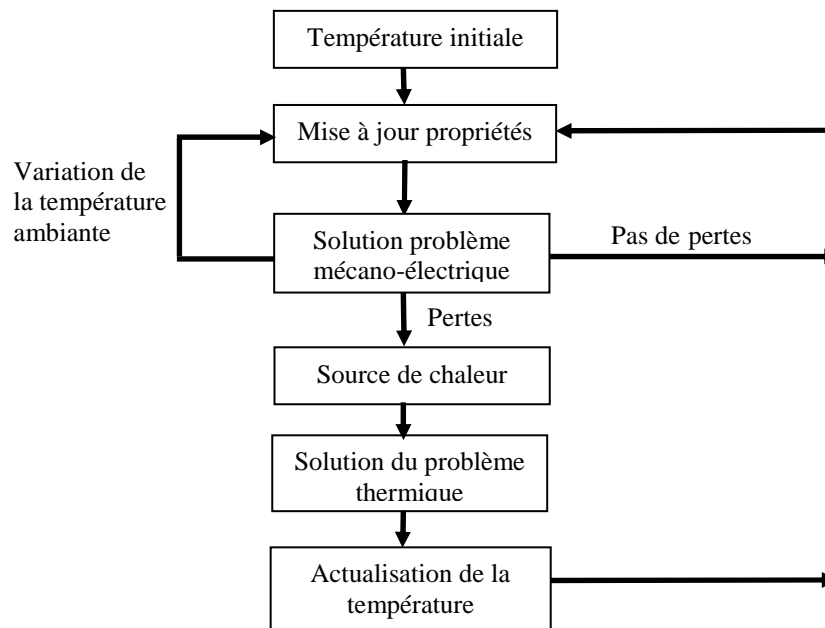 Température initiale
Mise à jour propriétés
Variation de
la température
ambiante
Solution problème
mécano-électrique
Pas de pertes
Pertes
Source de chaleur
Solution du problème
thermique
Actualisation de la
température